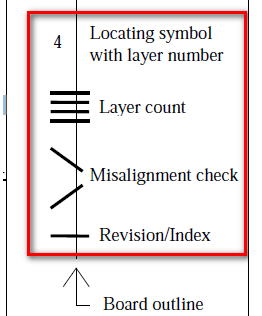 4
Locating symbol
with layer number
Layer count
Misalignment check
Revision/Index
Board outline